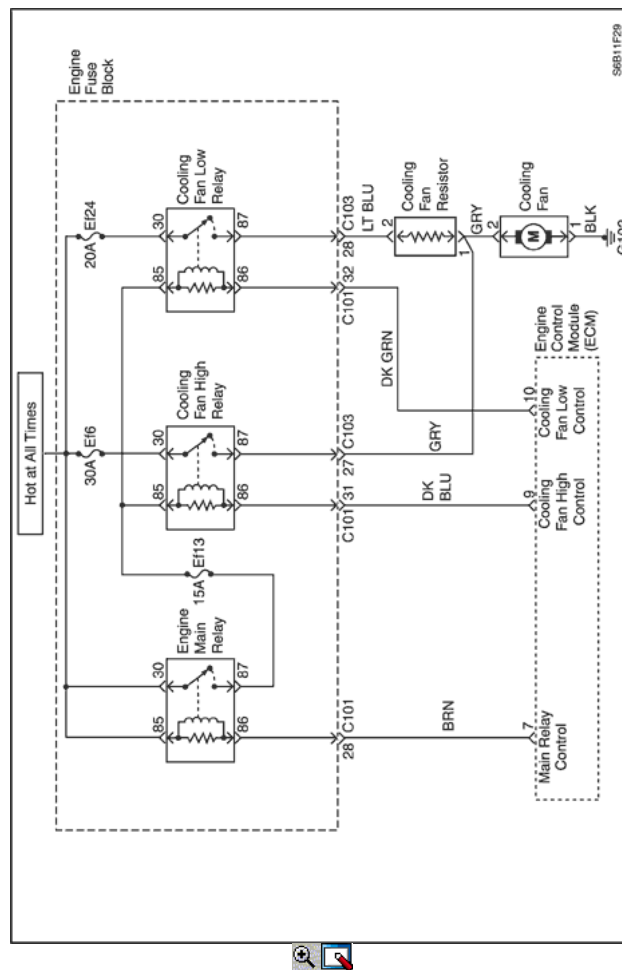 Hot at All Times
Engine
Fuse
Block
30A Ef6
20A Ef24
Engine
Main
Relay
85
30
86
87
15A Ef13
Cooling
Fan High
Relay
85
30
86
87
Cooling
Fan Low
Relay
85
30
86
87
28
C101
C101
31
27
C103
C101
32
28
C103
BRN
DK
BLU
GRY
DK GRN
LT BLU
2
Cooling
Fan
Resistor
1
GRY
2
M
Cooling
Fan
1
BLK
Engine
Control
Module
(ECM)
7
Main Relay
Control
9
Cooling
Fan High
Control
10
Cooling
Fan Low
Control
S6B11F29